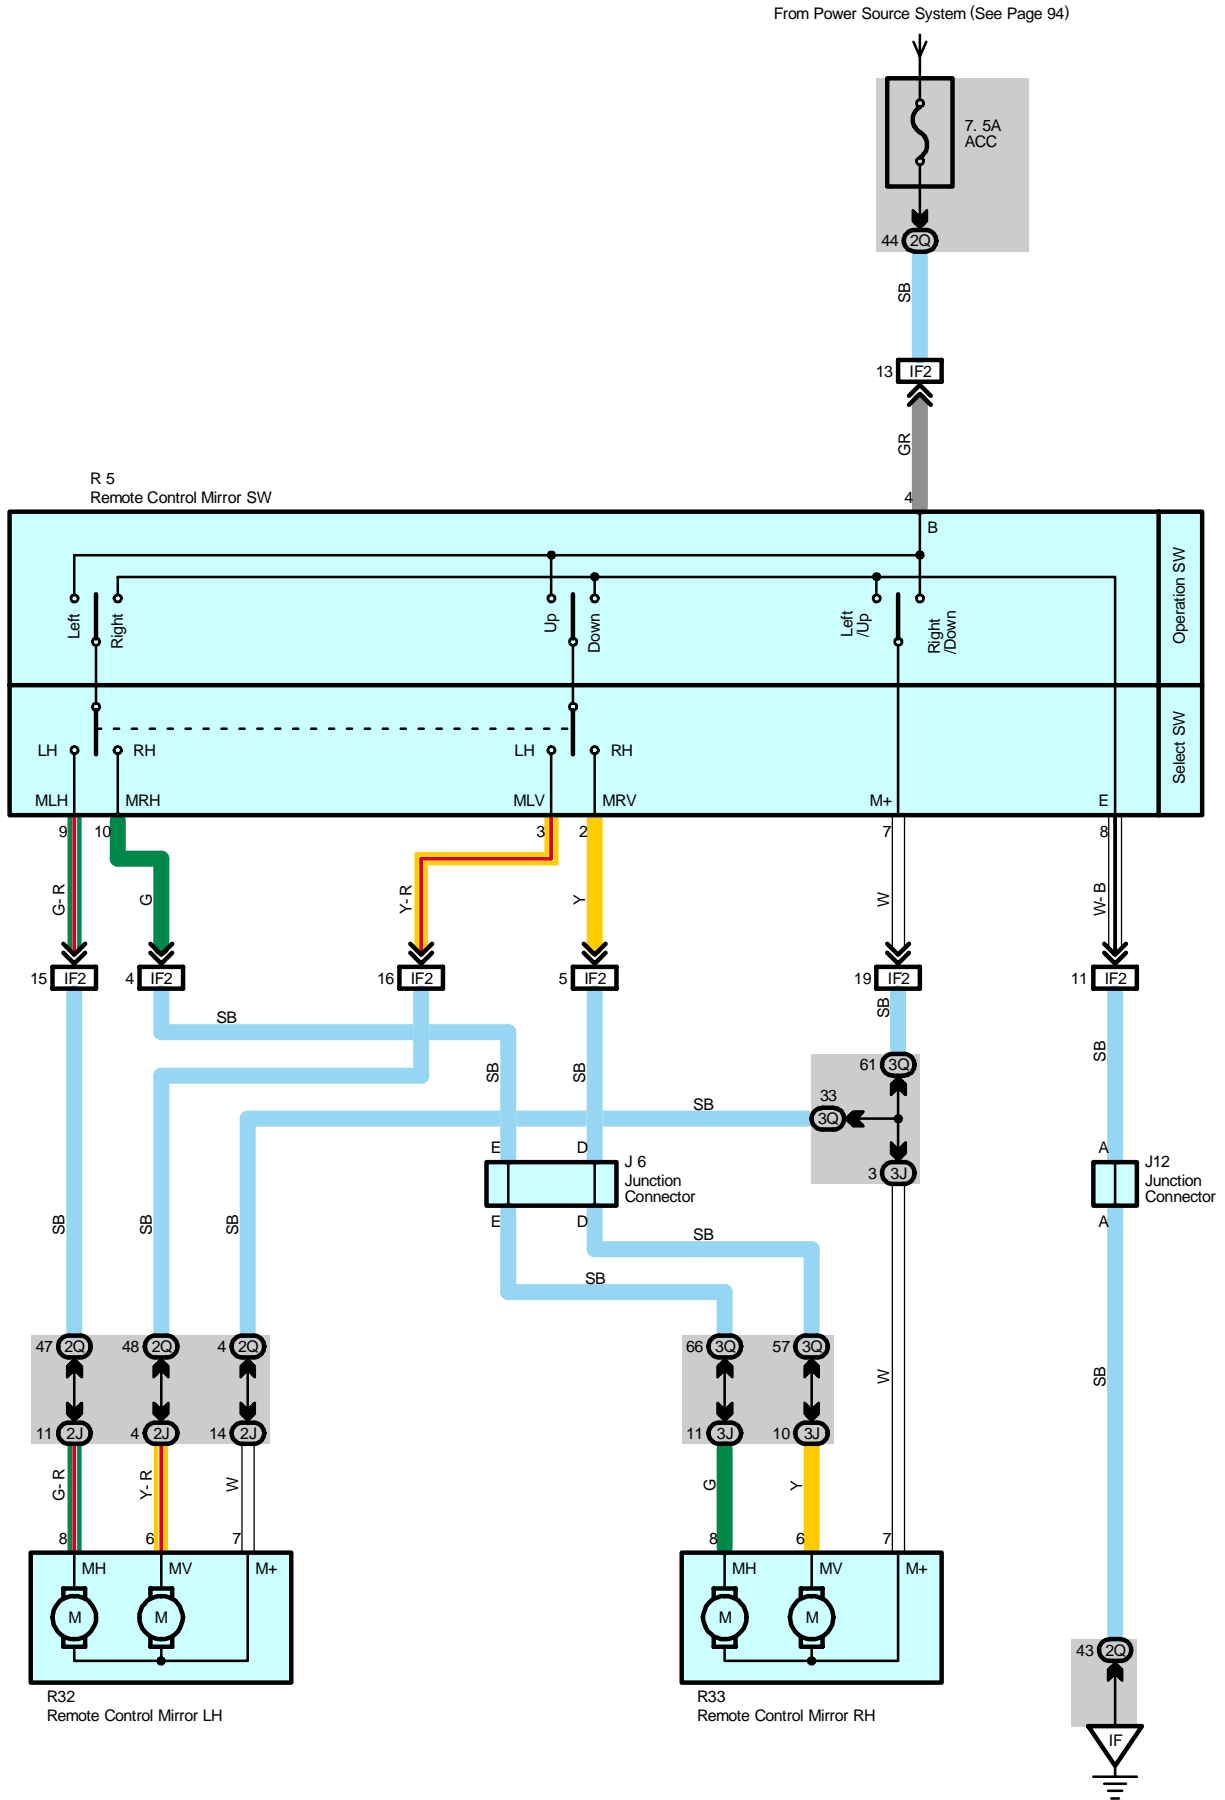 From Power Source System (See Page 94)
7. 5A
ACC
44 2Q
SB
13 IF2
GR
R 5
Remote Control Mirror SW
4
B
Operation SW
Left
Right
Up
Down
Left
/Up
Right
/Down
Select SW
LH
RH
LH
RH
MLH
MRH
MLV
MRV
M+
E
9
10
3
2
7
8
G- R
G
Y- R
Y
W
W- B
15 IF2
4 IF2
16 IF2
5 IF2
19 IF2
11 IF2
SB
SB
SB
SB
SB
61 3Q
33
3Q
SB
3 3J
E
D
J 6
Junction
Connector
E
D
A
J12
Junction
Connector
A
SB
SB
SB
SB
SB
47 2Q
48 2Q
4 2Q
66 3Q
57 3Q
W
SB
11 2J
4 2J
14 2J
11 3J
10 3J
G- R
Y- R
W
G
Y
8
6
7
8
6
7
MH
MV
M+
MH
MV
M+
M
M
M
M
43 2Q
R32
Remote Control Mirror LH
R33
Remote Control Mirror RH
IF